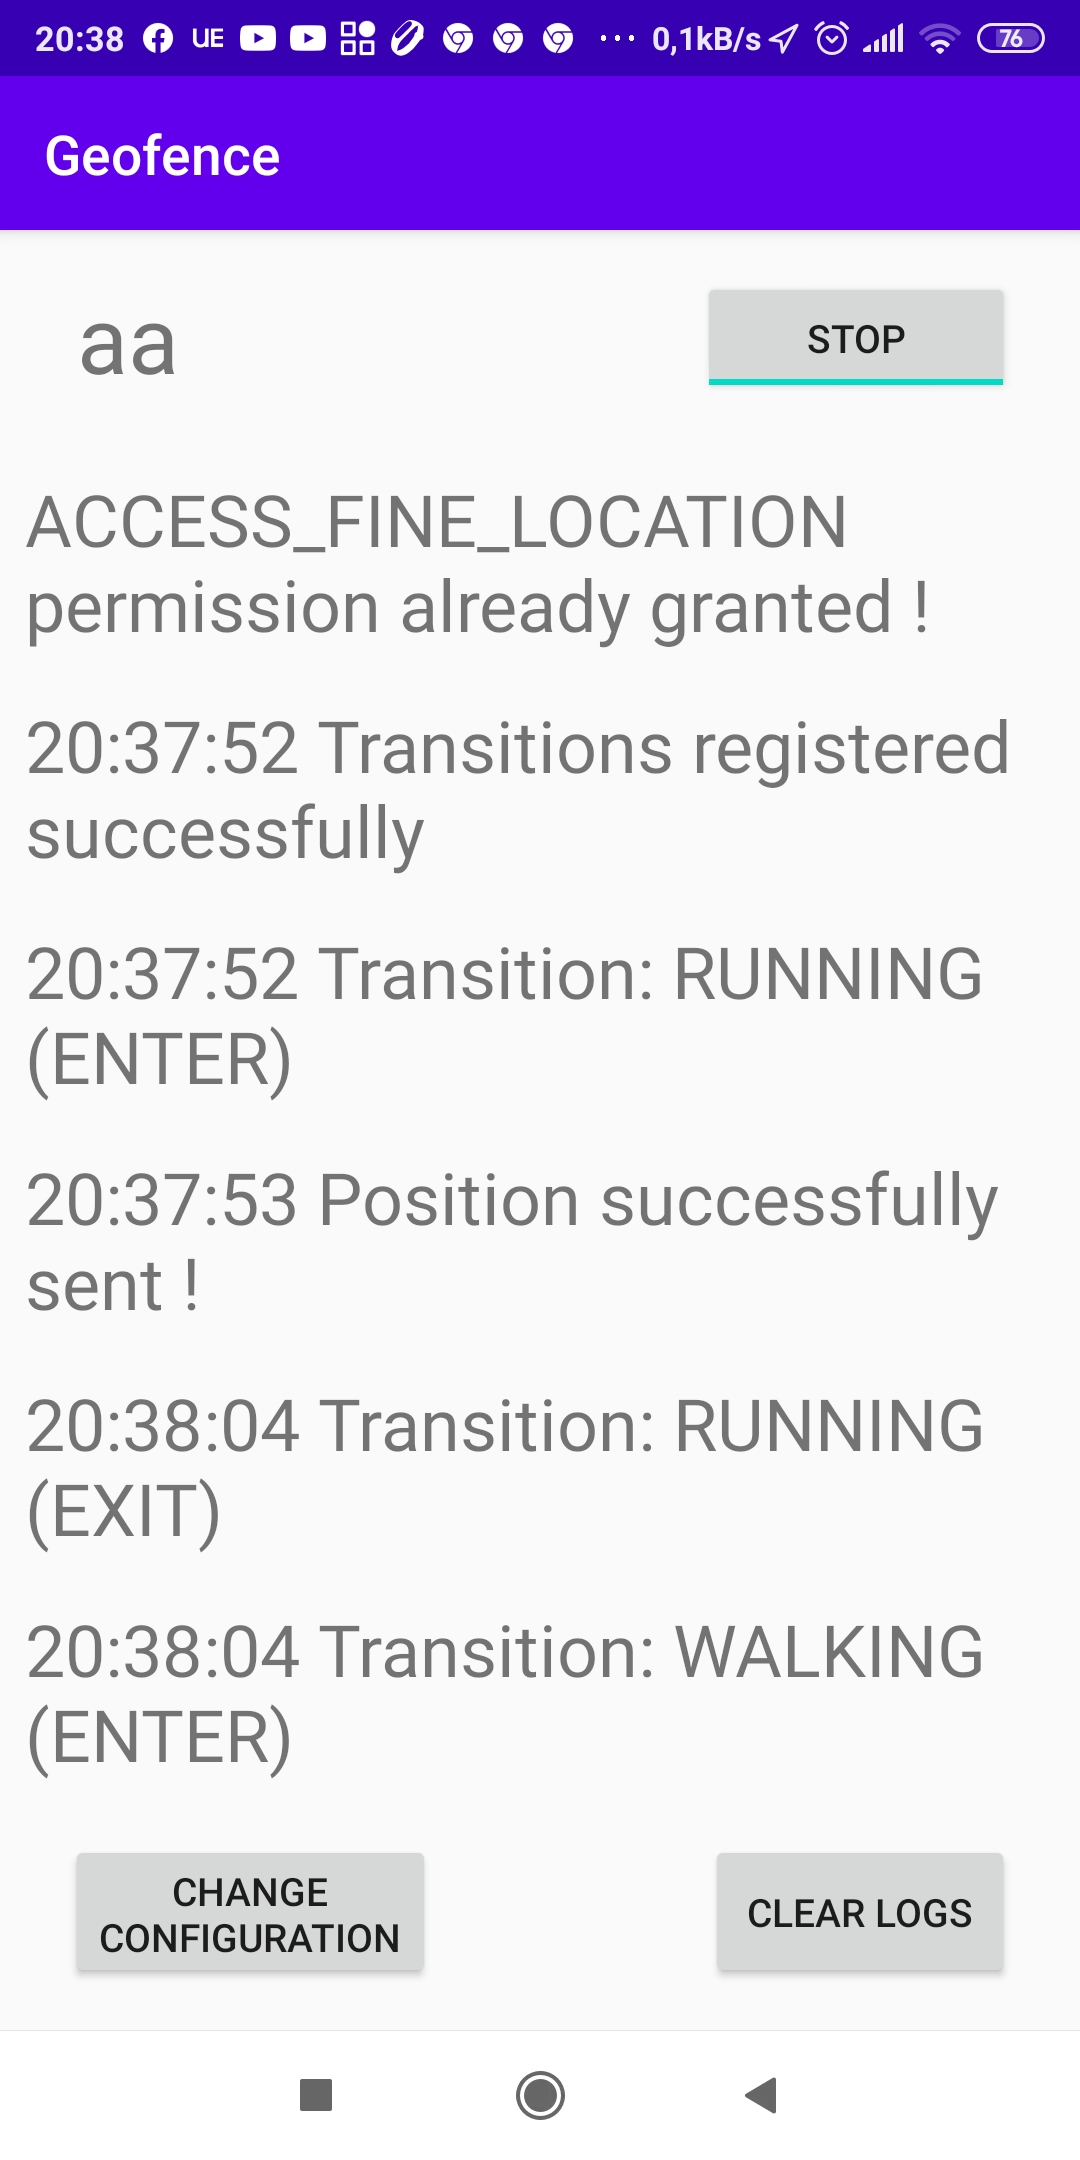 20:38 UE 0,1kB/s 76
Geofence
aa
STOP
ACCESS_FINE_LOCATION
permission already granted !
20:37:52 Transitions registered
successfully
20:37:52 Transition: RUNNING
(ENTER)
20:37:53 Position successfully
sent !
20:38:04 Transition: RUNNING
(EXIT)
20:38:04 Transition: WALKING
(ENTER)
CHANGE
CONFIGURATION
CLEAR LOGS